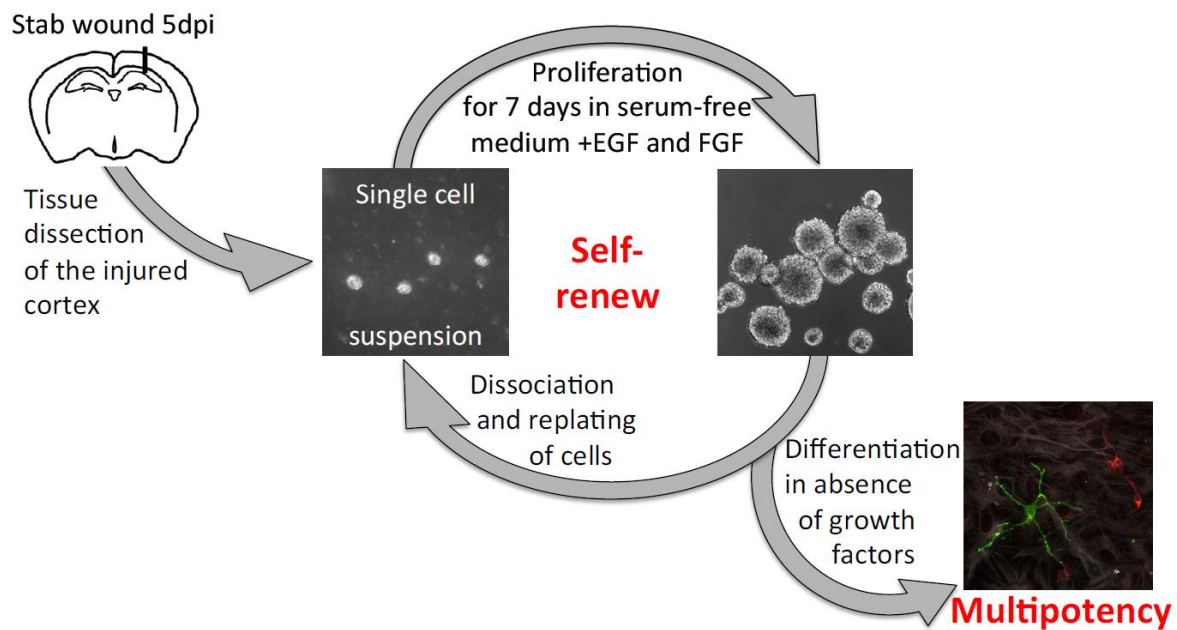 Stab wound 5dpi
Tissue
dissection
of the injured
cortex
Single cell
suspension
Proliferation
for 7 days in serum-free
medium +EGF and FGF
Self-
renew
Dissociation
and replating
of cells
Differentiation
in absence
of growth
factors
Multipotency